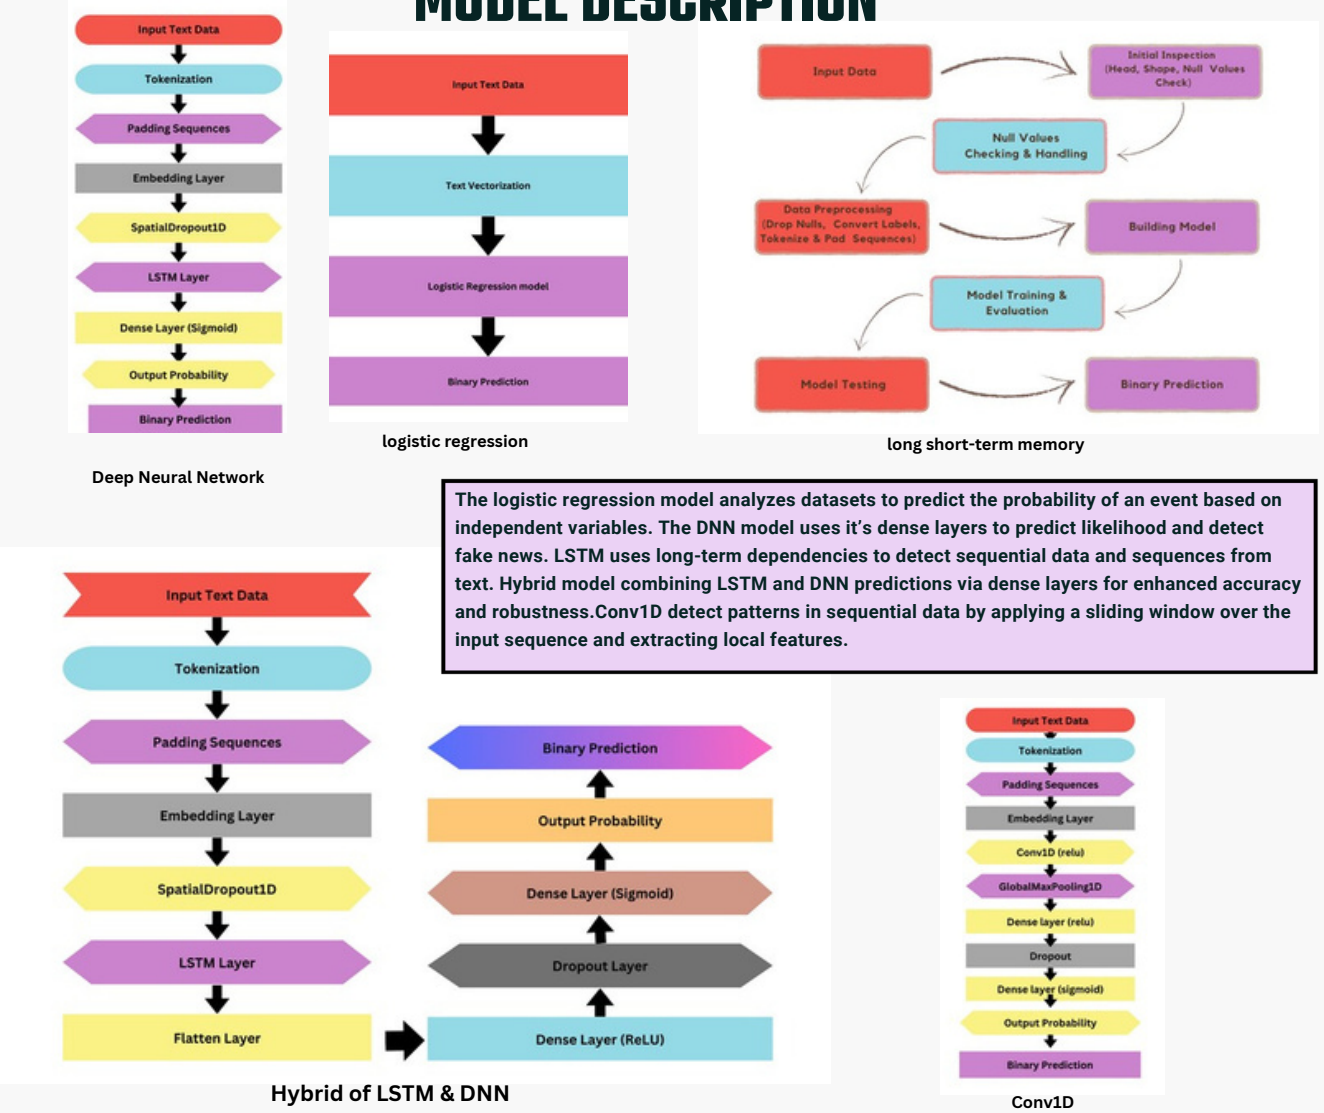 MODEL DESCRIPTION
Input Text Data
Tokenization
Padding Sequences
Embedding Layer
SpatialDropout1D
LSTM Layer
Dense Layer (Sigmoid)
Output Probability
Binary Prediction
Deep Neural Network
Input Text Data
Text Vectorization
Logistic Regression model
Binary Prediction
logistic regression
Input Data
Initial Inspection
(Head, Shape, Null Values
Check)
Null Values
Checking & Handling
Data Preprocessing
(Drop Nulls, Convert Labels,
Tokenize & Pad Sequences)
Building Model
Model Training &
Evaluation
Model Testing
Binary Prediction
long short-term memory
The logistic regression model analyzes datasets to predict the probability of an event based on
independent variables. The DNN model uses it’s dense layers to predict likelihood and detect
fake news. LSTM uses long-term dependencies to detect sequential data and sequences from
text. Hybrid model combining LSTM and DNN predictions via dense layers for enhanced accuracy
and robustness.Conv1D detect patterns in sequential data by applying a sliding window over the
input sequence and extracting local features.
Input Text Data
Tokenization
Padding Sequences
Embedding Layer
SpatialDropout1D
LSTM Layer
Flatten Layer
Dense Layer (ReLU)
Dropout Layer
Dense Layer (Sigmoid)
Output Probability
Binary Prediction
Hybrid of LSTM & DNN
Input Text Data
Tokenization
Padding Sequences
Embedding Layer
Conv1D (relu)
GlobalMaxPooling1D
Dense layer (relu)
Dropout
Dense layer (sigmoid)
Output Probability
Binary Prediction
Conv1D